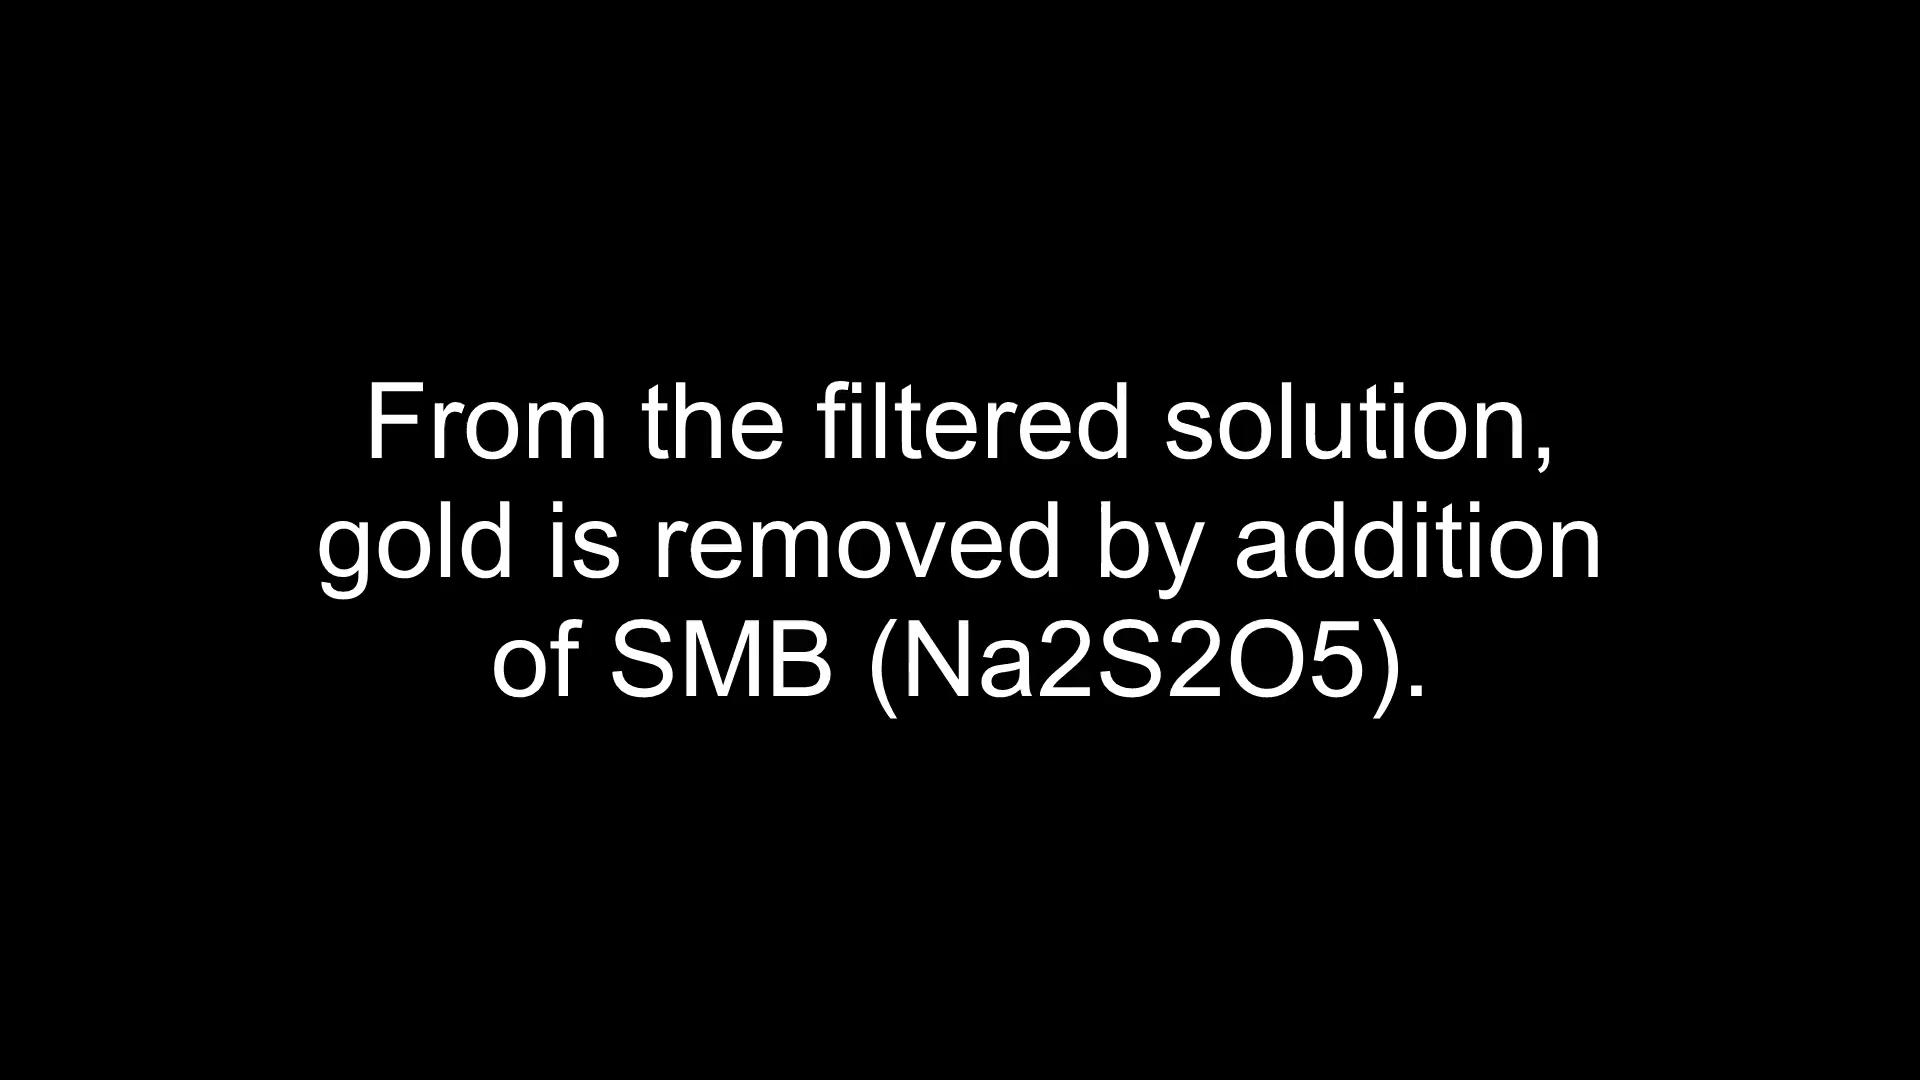 From the filtered solution,
gold is removed by addition
of SMB (Na2S2O5).